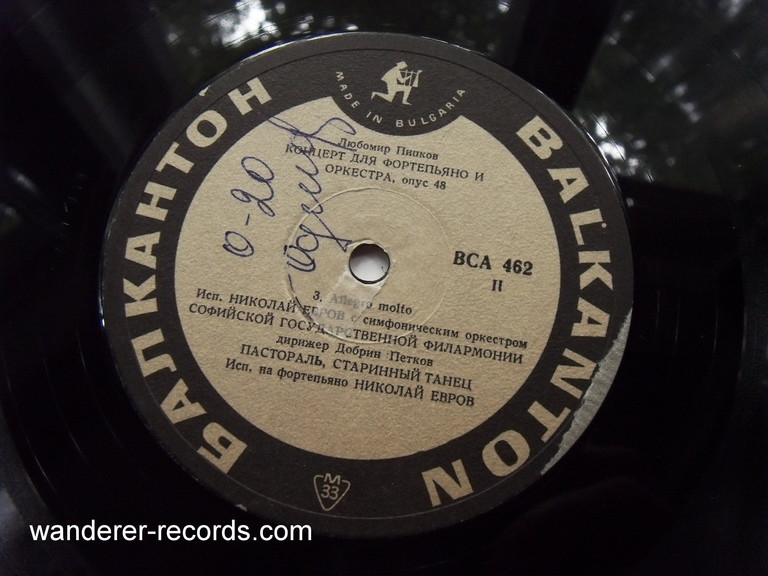 БАЛКАНТОН
MADE IN BULGARIA
BALKANTON
Любомир Пипков
КОНЦЕРТ ДЛЯ ФОРТЕПЬЯНО И
ОРКЕСТРА, опус 48
0-20
ВСА 462
II
3. Allegro molto
Исп. НИКОЛАЙ ЕВРОВ с симфоническим оркестром
СОФИЙСКОЙ ГОСУДАРСТВЕННОЙ ФИЛАРМОНИИ
дирижер Добрин Петков
ПАСТОРАЛЬ, СТАРИННЫЙ ТАНЕЦ
Исп. на фортепьяно НИКОЛАЙ ЕВРОВ
M
33
wanderer-records.com